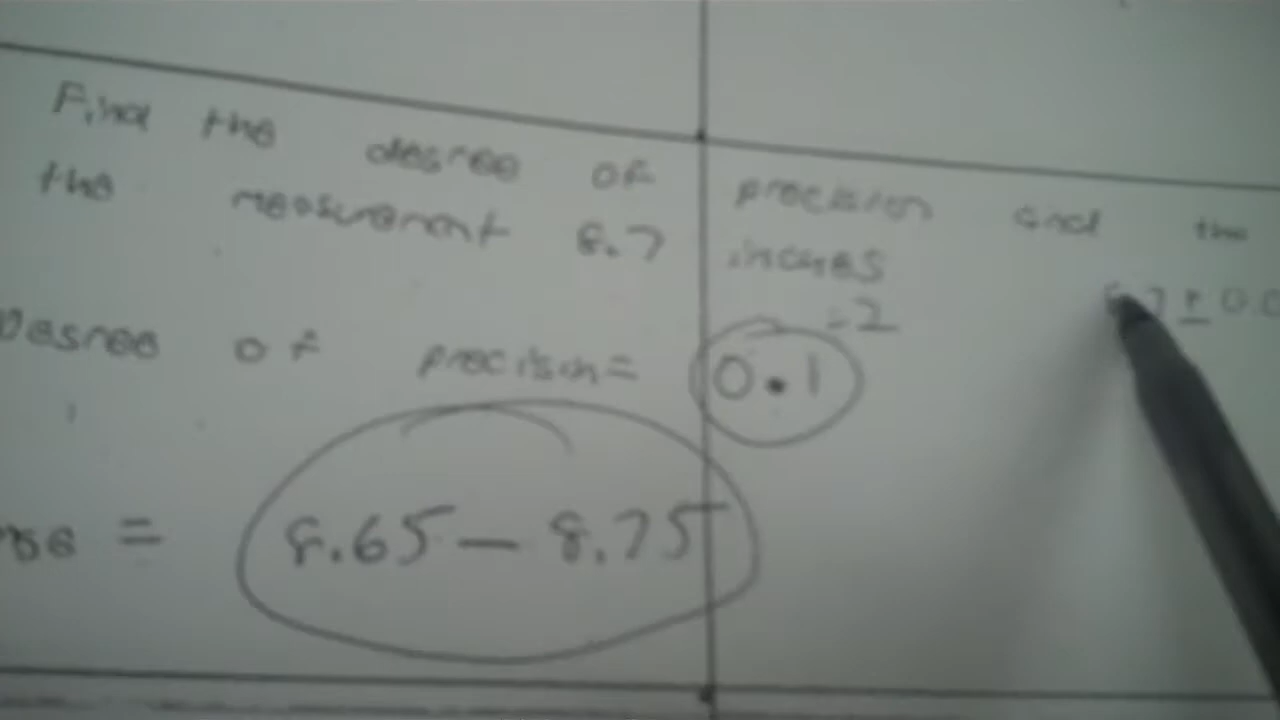 Find the degree of precision and the
the measurement 8.7 inches
÷2
Degree of precision = 0.1
= 8.65 — 8.75